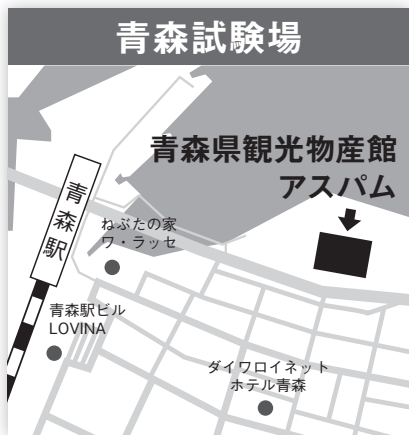 青森試験場
青森県観光物産館
アスパム
青森駅
ねぶたの家
ワ・ラッセ
青森駅ビル
LOVINA
ダイワロイネット
ホテル青森